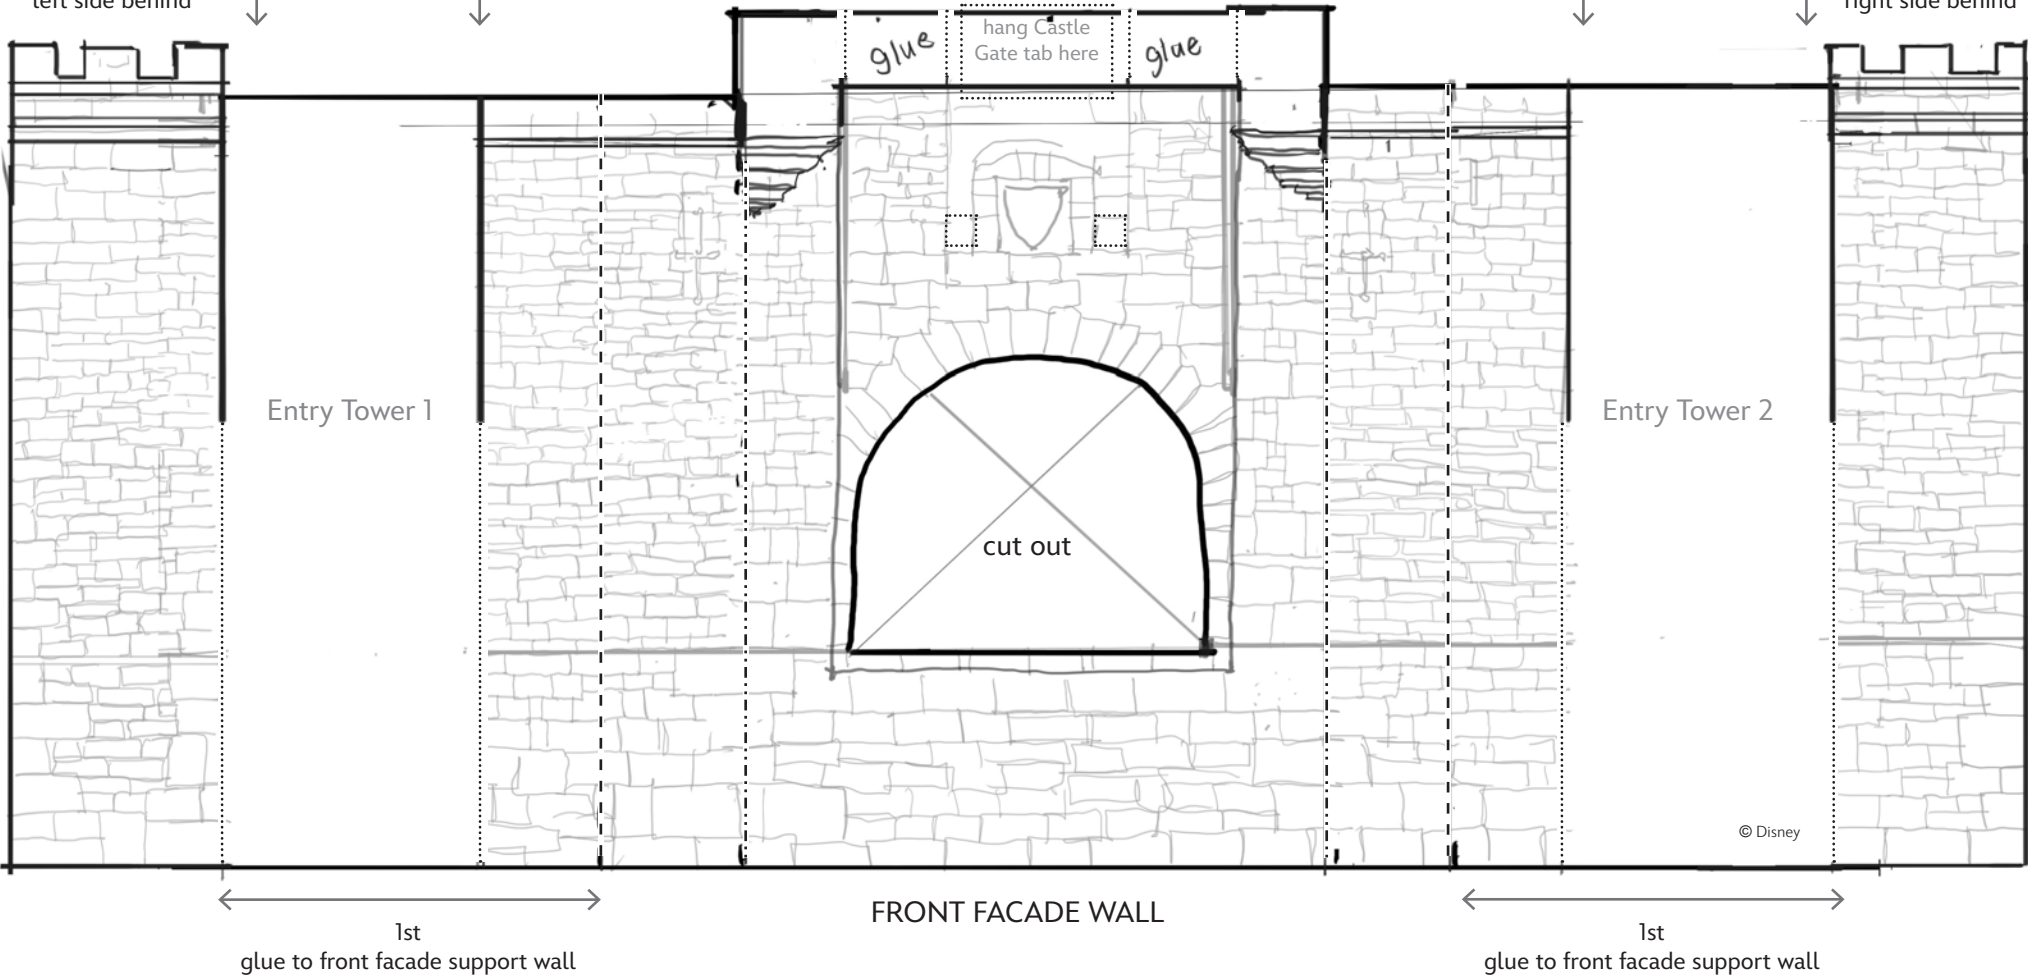 left side behind
right side behind
hang Castle
Gate tab here
glue
glue
Entry Tower 1
Entry Tower 2
cut out
© Disney
FRONT FACADE WALL
1st
glue to front facade support wall
1st
glue to front facade support wall